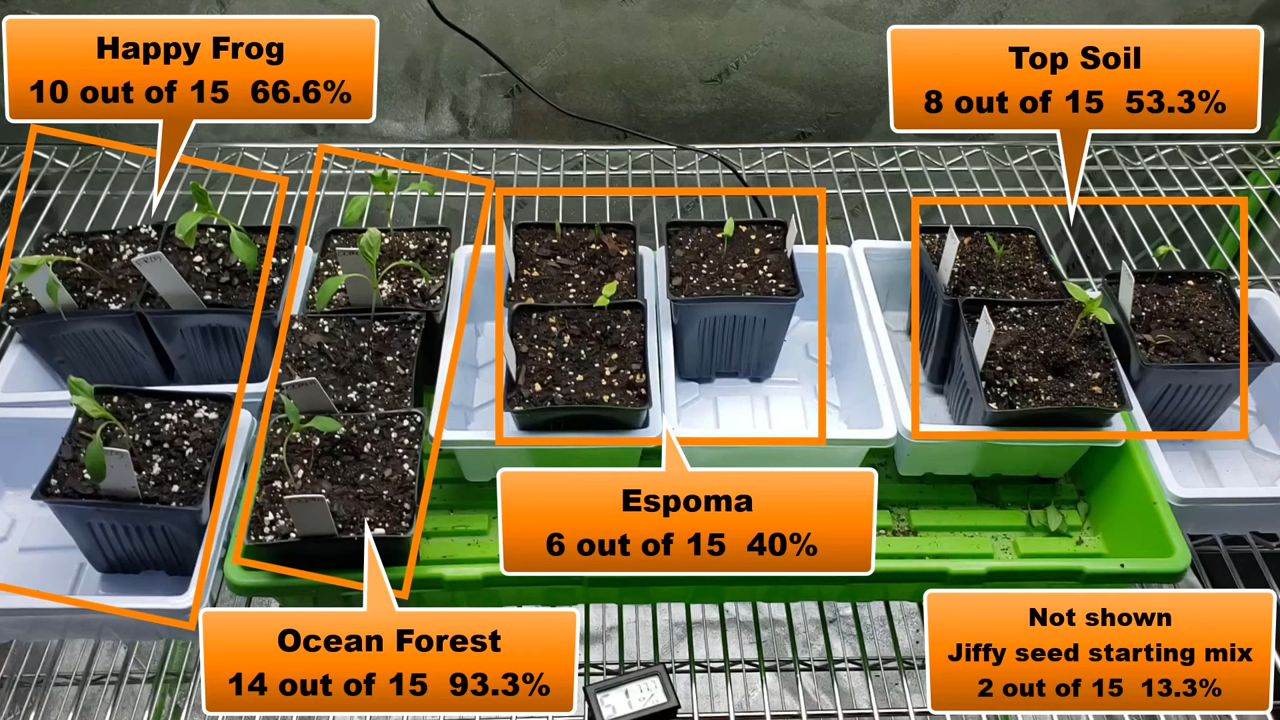 Happy Frog
10 out of 15 66.6%
Top Soil
8 out of 15 53.3%
Espoma
6 out of 15 40%
Ocean Forest
14 out of 15 93.3%
Not shown
Jiffy seed starting mix
2 out of 15 13.3%